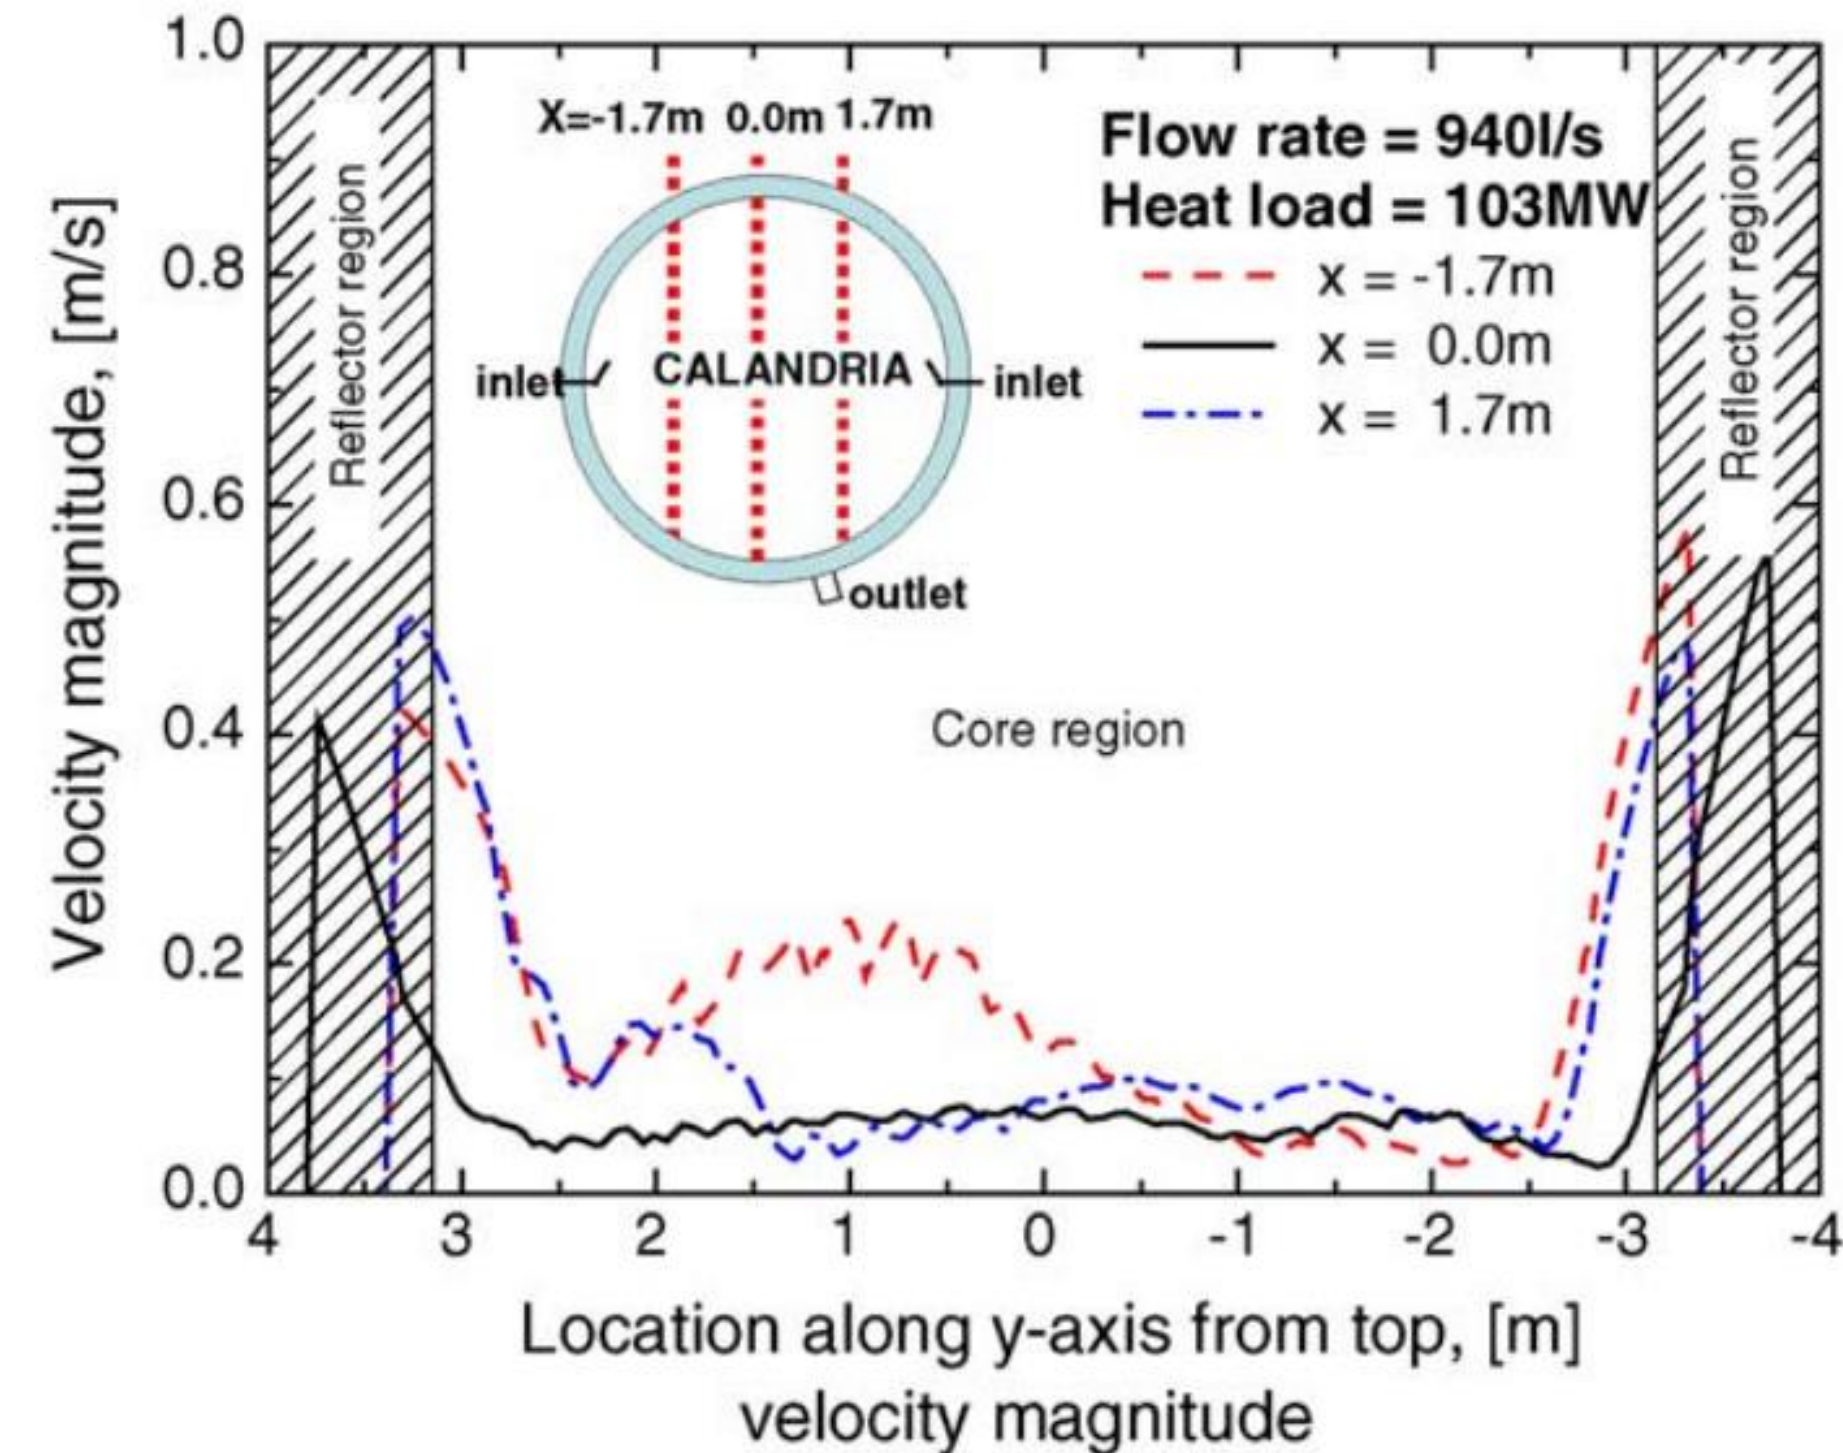 Velocity magnitude, [m/s]
1.0
0.8
0.6
0.4
0.2
0.0
Reflector region
X=-1.7m 0.0m 1.7m
inlet
CALANDRIA
inlet
outlet
Flow rate = 940l/s
Heat load = 103MW
x = -1.7m
x = 0.0m
x = 1.7m
Reflector region
Core region
4 3 2 1 0 -1 -2 -3 -4
Location along y-axis from top, [m]
velocity magnitude